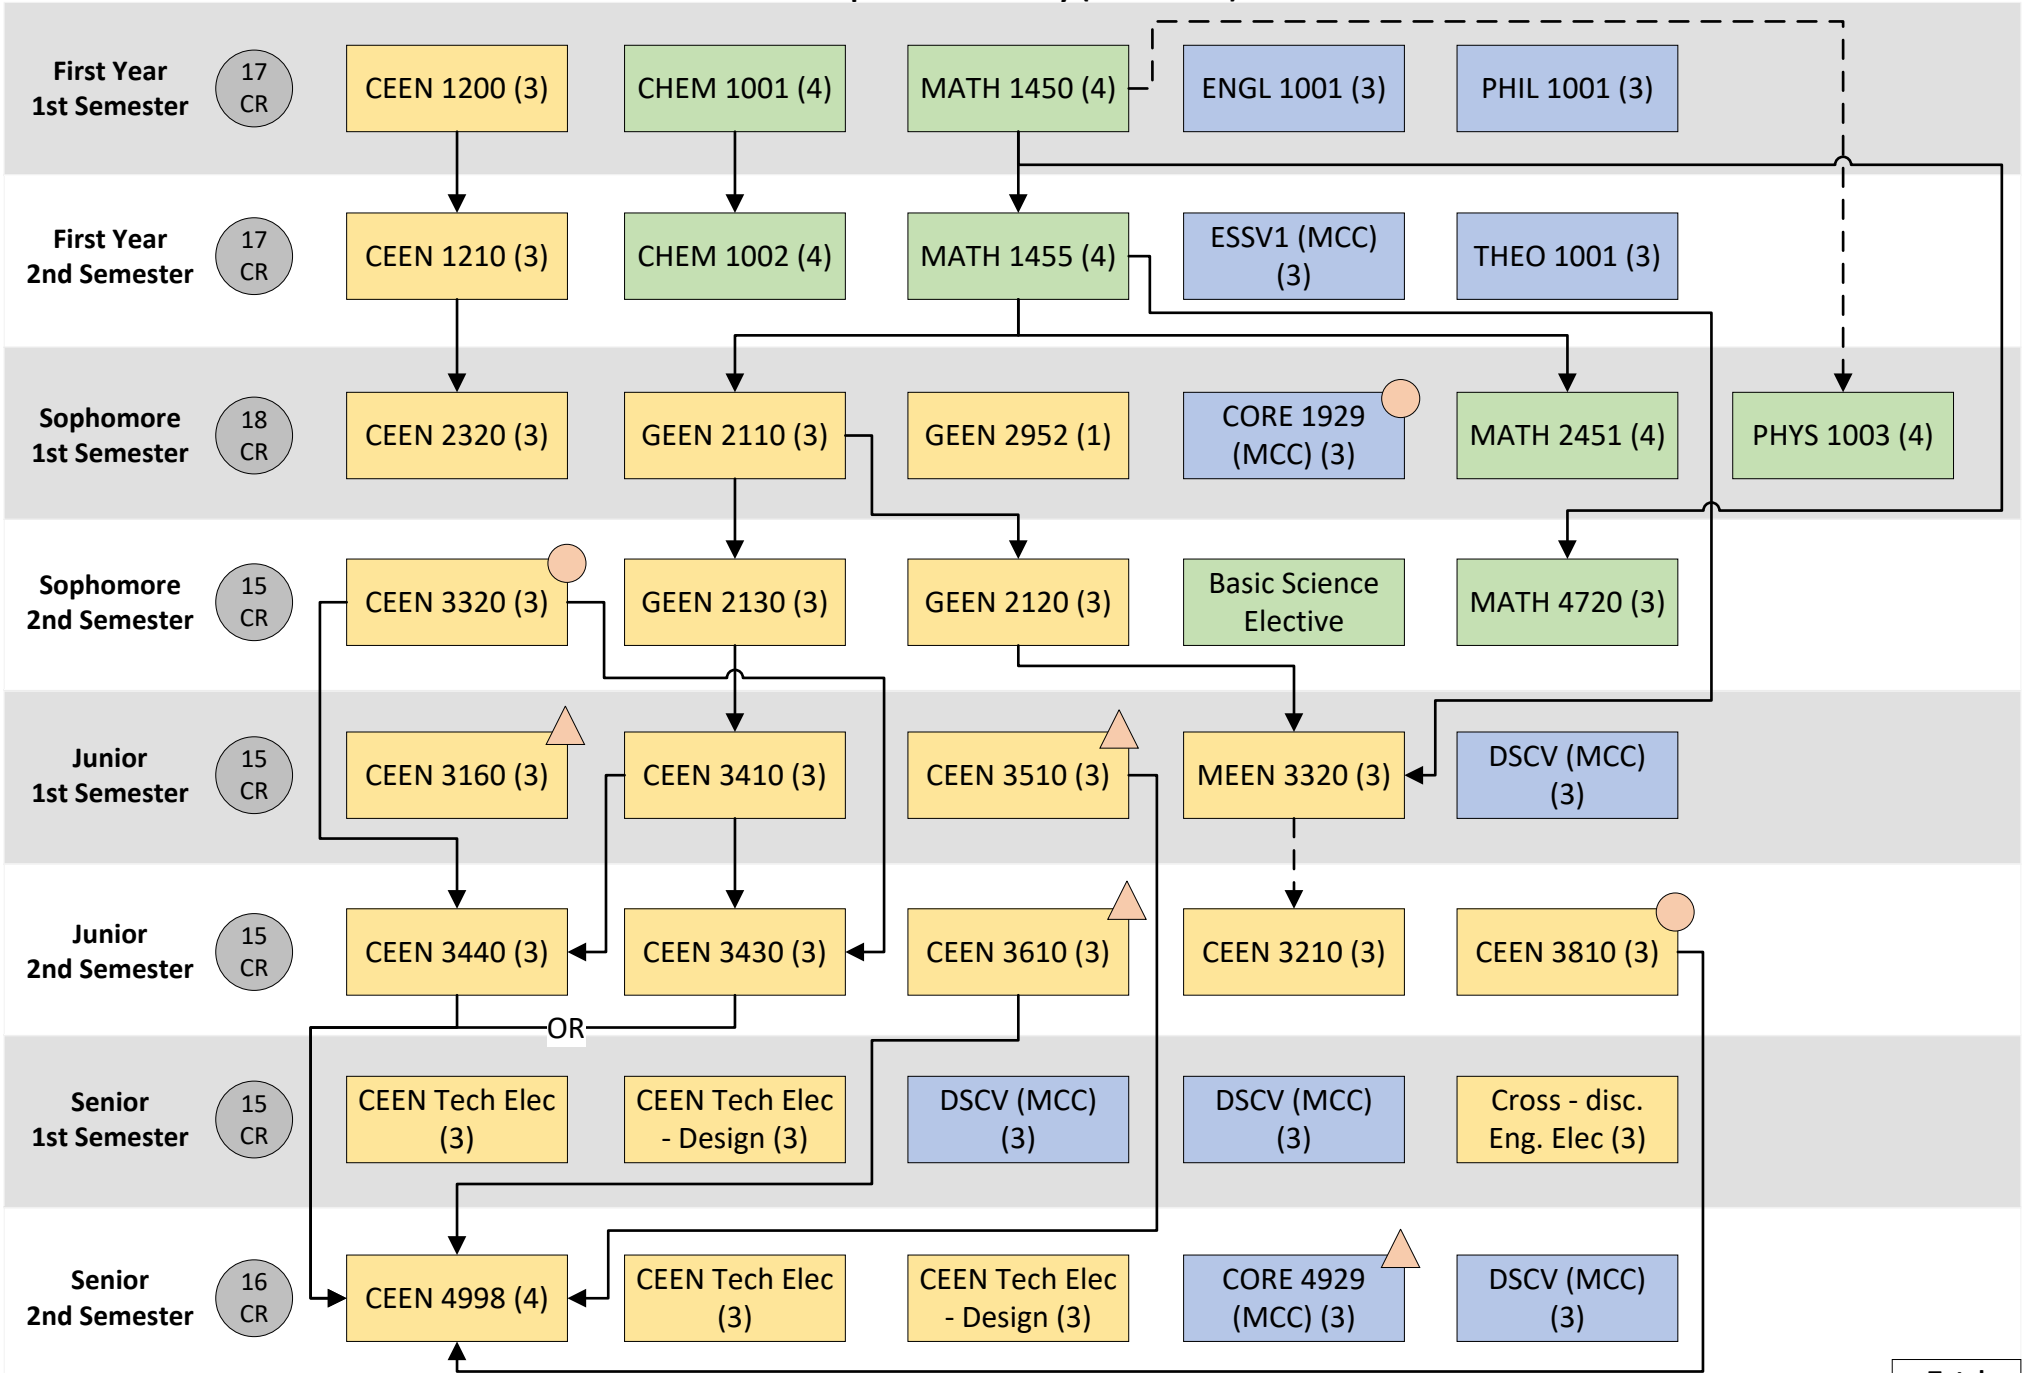 First Year
1st Semester
17
CR
CEEN 1200 (3)
CHEM 1001 (4)
MATH 1450 (4)
ENGL 1001 (3)
PHIL 1001 (3)
First Year
2nd Semester
17
CR
CEEN 1210 (3)
CHEM 1002 (4)
MATH 1455 (4)
ESSV1 (MCC)
(3)
THEO 1001 (3)
Sophomore
1st Semester
18
CR
CEEN 2320 (3)
GEEN 2110 (3)
GEEN 2952 (1)
CORE 1929
(MCC) (3)
MATH 2451 (4)
PHYS 1003 (4)
Sophomore
2nd Semester
15
CR
CEEN 3320 (3)
GEEN 2130 (3)
GEEN 2120 (3)
Basic Science
Elective
MATH 4720 (3)
Junior
1st Semester
15
CR
CEEN 3160 (3)
CEEN 3410 (3)
CEEN 3510 (3)
MEEN 3320 (3)
DSCV (MCC)
(3)
Junior
2nd Semester
15
CR
CEEN 3440 (3)
CEEN 3430 (3)
CEEN 3610 (3)
CEEN 3210 (3)
CEEN 3810 (3)
OR
Senior
1st Semester
15
CR
CEEN Tech Elec
(3)
CEEN Tech Elec
- Design (3)
DSCV (MCC)
(3)
DSCV (MCC)
(3)
Cross - disc.
Eng. Elec (3)
Senior
2nd Semester
16
CR
CEEN 4998 (4)
CEEN Tech Elec
(3)
CEEN Tech Elec
- Design (3)
CORE 4929
(MCC) (3)
DSCV (MCC)
(3)